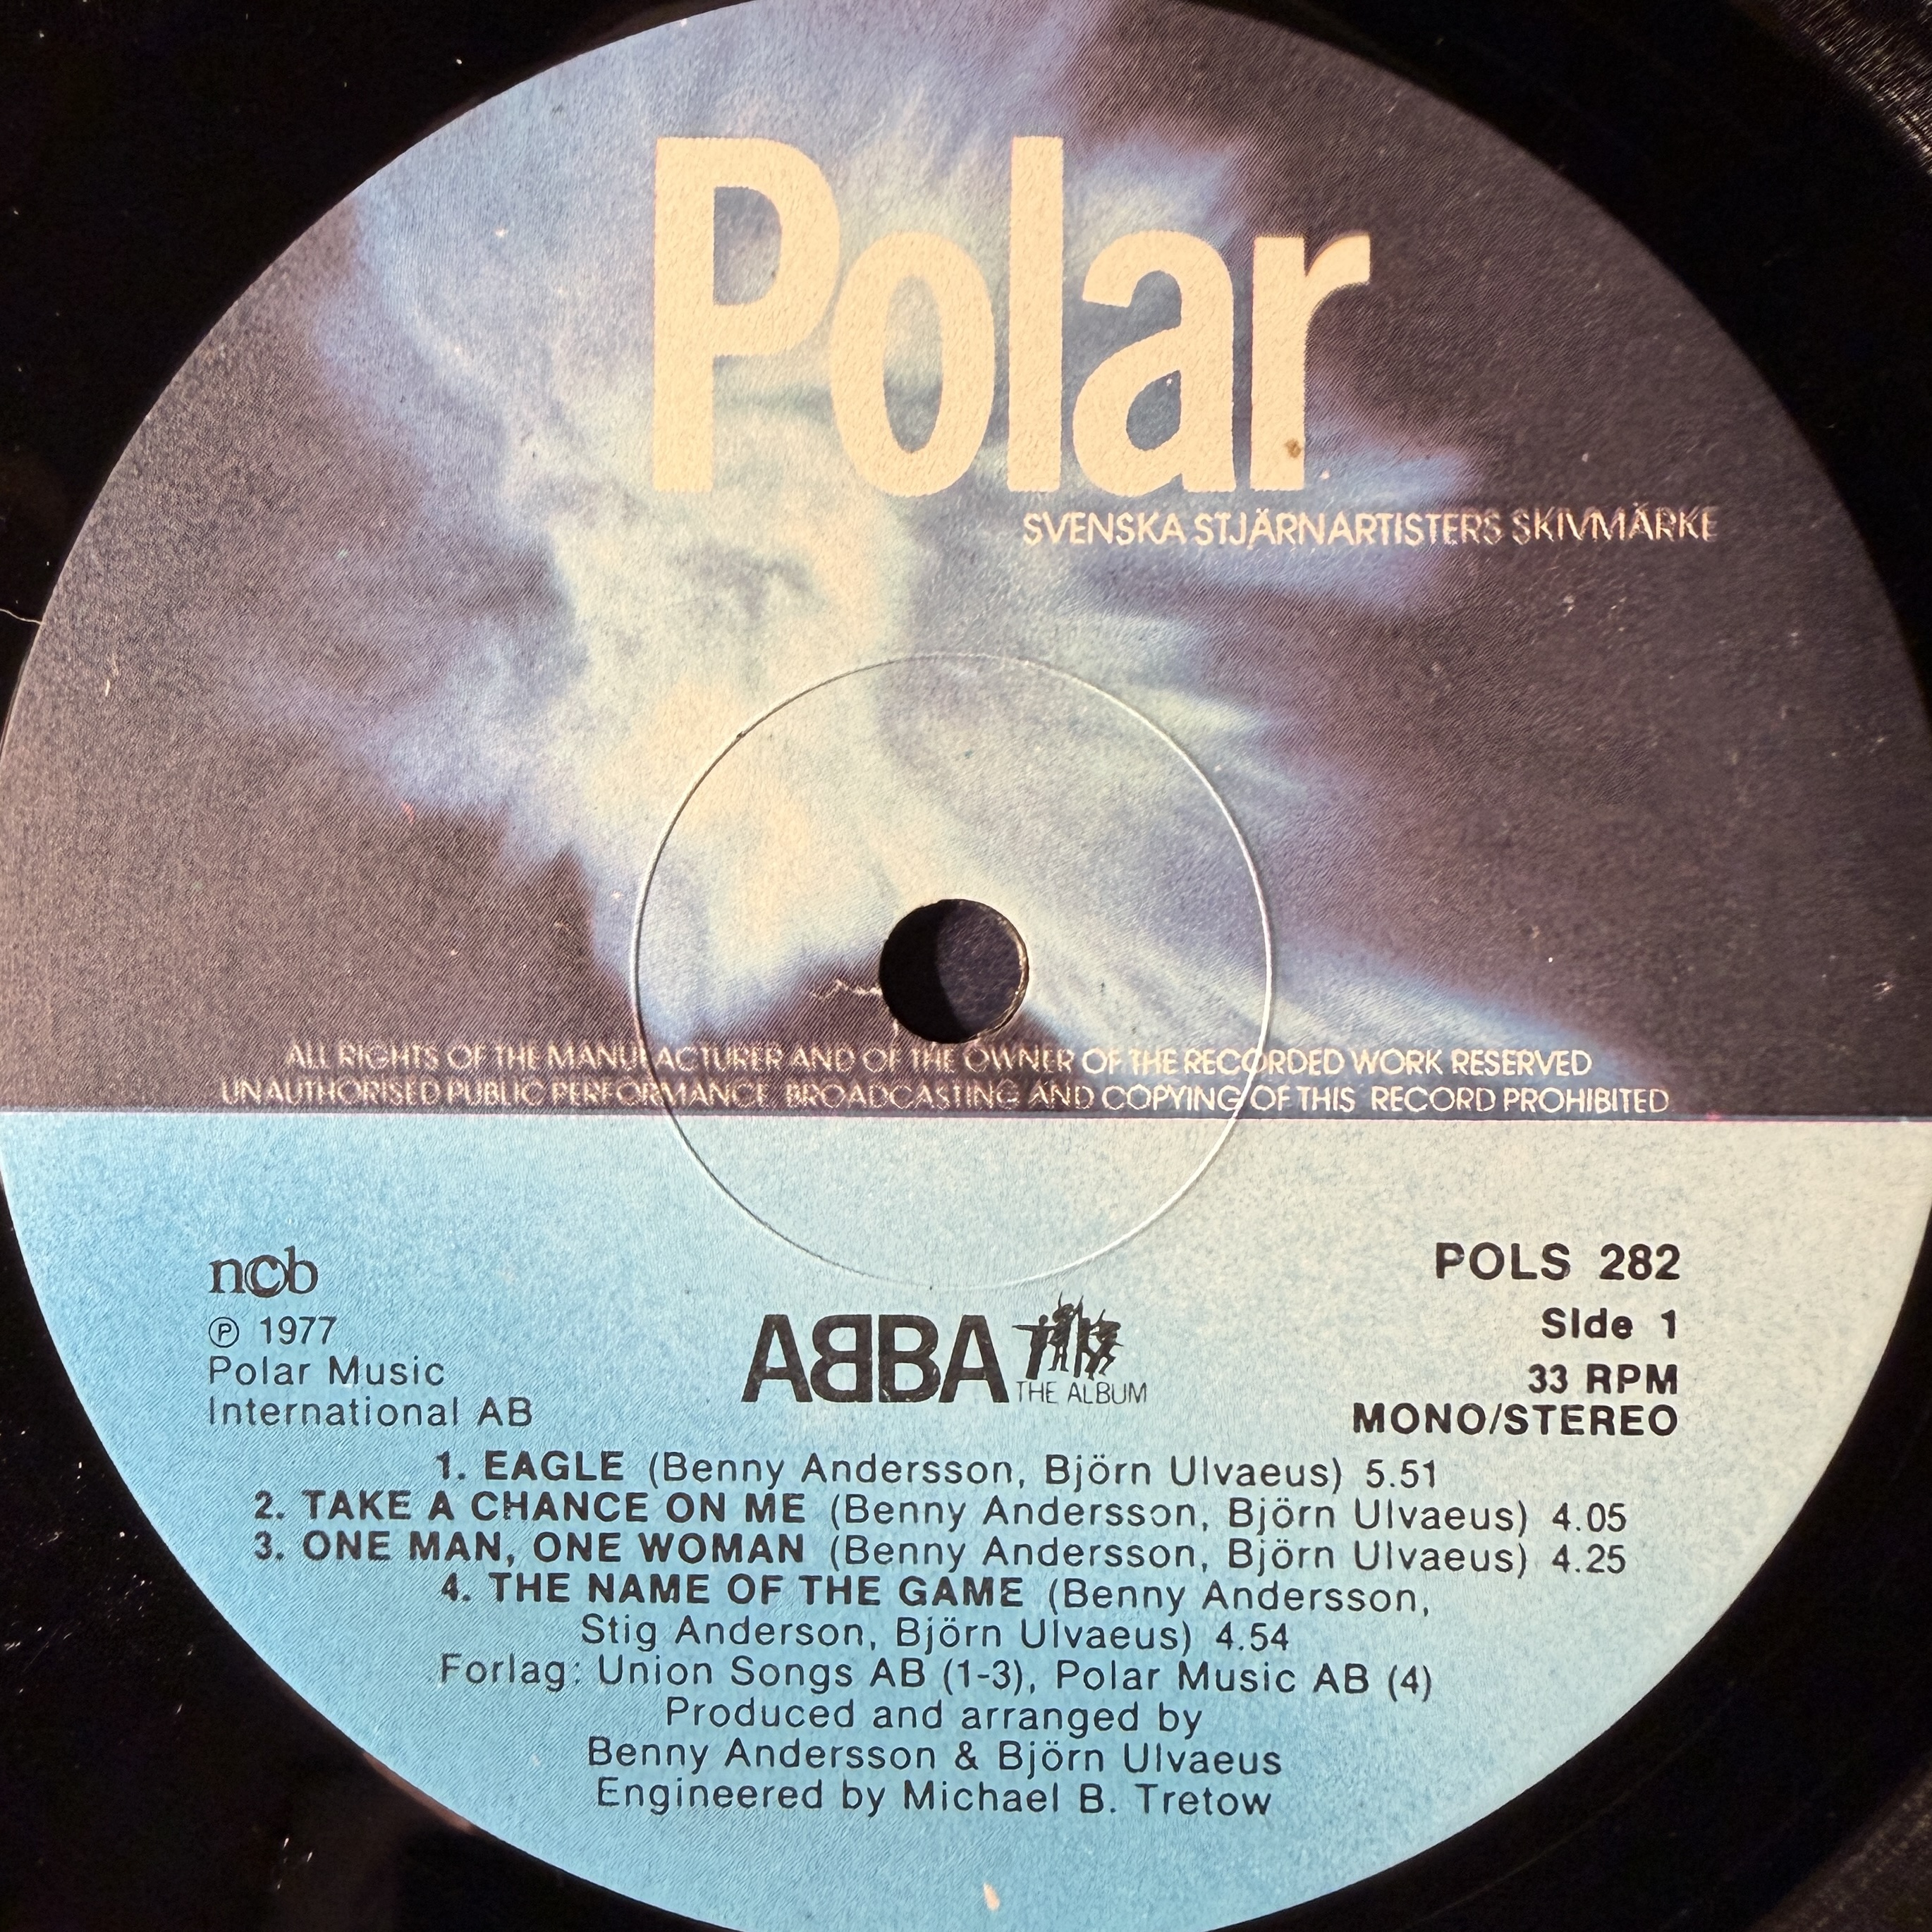 Polar
SVENSKA STJÄRNARTISTERS SKIVMÄRKE
ALL RIGHTS OF THE MANUFACTURER AND OF THE OWNER OF THE RECORDED WORK RESERVED
UNAUTHORISED PUBLIC PERFORMANCE BROADCASTING AND COPYING OF THIS RECORD PROHIBITED
ncb
Ⓟ 1977
Polar Music
International AB
ABBA
THE ALBUM
POLS 282
Side 1
33 RPM
MONO/STEREO
1. EAGLE (Benny Andersson, Björn Ulvaeus) 5.51
2. TAKE A CHANCE ON ME (Benny Andersson, Björn Ulvaeus) 4.05
3. ONE MAN, ONE WOMAN (Benny Andersson, Björn Ulvaeus) 4.25
4. THE NAME OF THE GAME (Benny Andersson,
Stig Anderson, Björn Ulvaeus) 4.54
Forlag: Union Songs AB (1-3), Polar Music AB (4)
Produced and arranged by
Benny Andersson & Björn Ulvaeus
Engineered by Michael B. Tretow